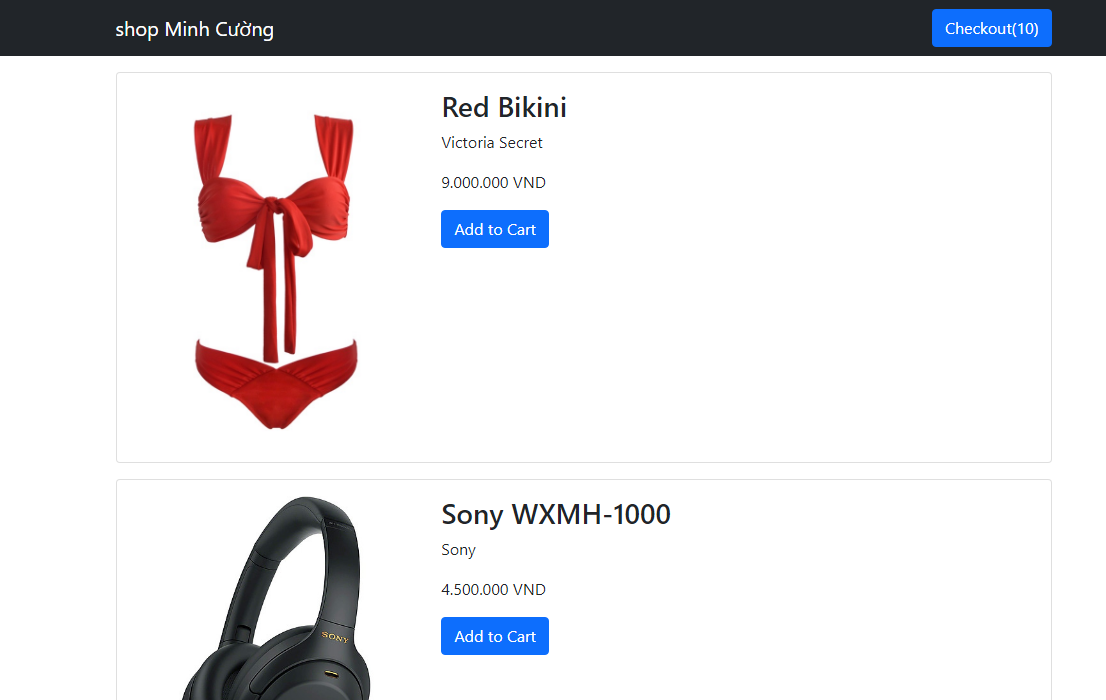 shop Minh Cường
Checkout(10)
Red Bikini
Victoria Secret
9.000.000 VND
Add to Cart
Sony WXMH-1000
Sony
4.500.000 VND
Add to Cart
SONY